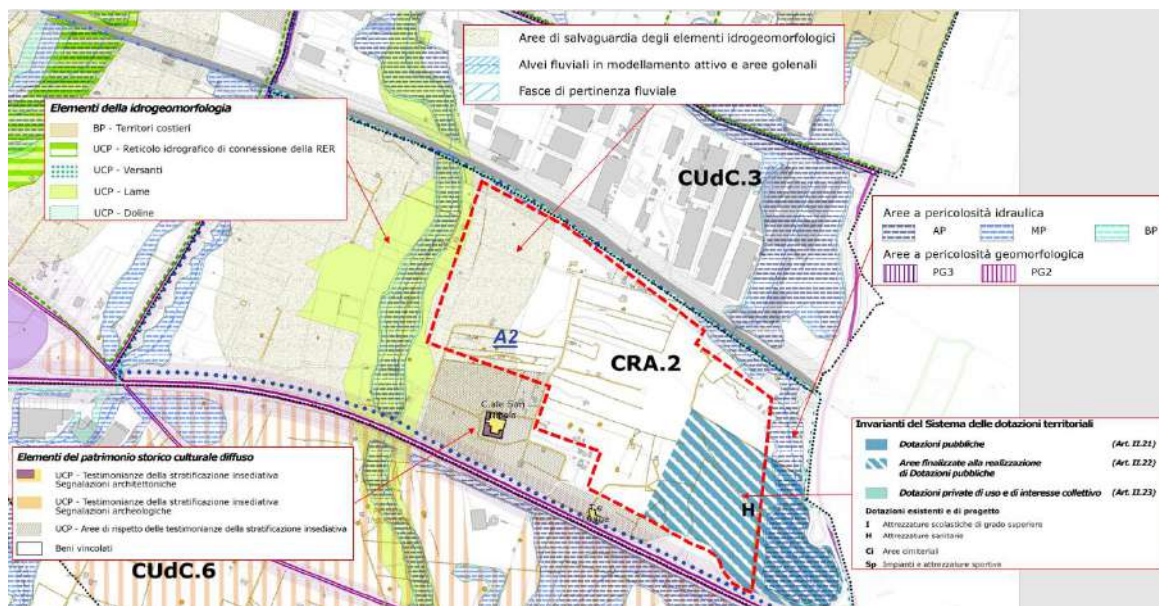 Aree di salvaguardia degli elementi idrogeomorfologici
Alvei fluviali in modellamento attivo e aree golenali
Fasce di pertinenza fluviale
Elementi della idrogeomorfologia
BP - Territori costieri
UCP - Reticolo idrografico di connessione della RER
UCP - Versanti
UCP - Lame
UCP - Doline
CUdC.3
Aree a pericolosità idraulica
AP MP BP
Aree a pericolosità geomorfologica
PG3 PG2
A2
CRA.2
C.ale San
Elementi del patrimonio storico culturale diffuso
UCP - Testimonianze della stratificazione insediativa
Segnalazioni architettoniche
UCP - Testimonianze della stratificazione insediativa
Segnalazioni archeologiche
UCP - Aree di rispetto delle testimonianze della stratificazione insediativa
Beni vincolati
CUdC.6
H
Invarianti del Sistema delle dotazioni territoriali
Dotazioni pubbliche (Art. II.21)
Aree finalizzate alla realizzazione (Art. II.22)
di Dotazioni pubbliche
Dotazioni private di uso e di interesse collettivo (Art. II.23)
Dotazioni esistenti e di progetto
I Attrezzature scolastiche di grado superiore
H Attrezzature sanitarie
Ci Aree cimiteriali
Sp Impianti e attrezzature sportive